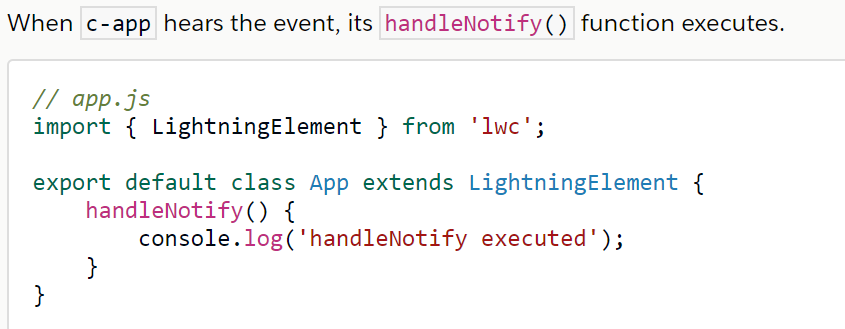 When c-app hears the event, its handleNotify() function executes.
// app.js
import { LightningElement } from 'lwc';
export default class App extends LightningElement {
    handleNotify() {
        console.log('handleNotify executed');
    }
}